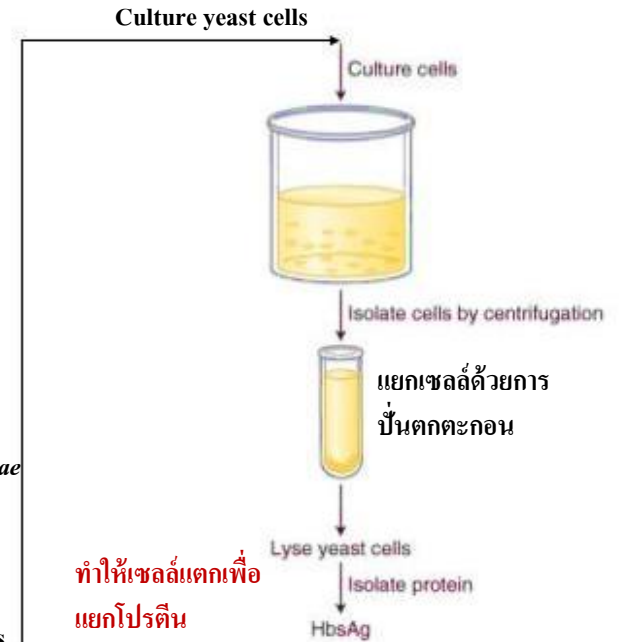 Culture yeast cells
Culture cells
Isolate cells by centrifugation
แยกเซลล์ด้วยการ
ปั่นตกตะกอน
ae
Lyse yeast cells
ทำให้เซลล์แตกเพื่อ
แยกโปรตีน
Isolate protein
HbsAg
s